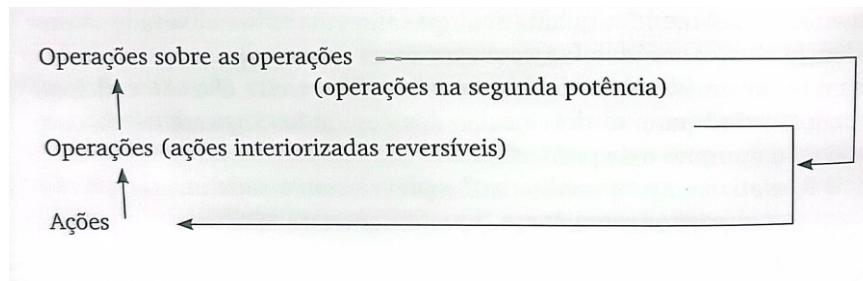 Operações sobre as operações
(operações na segunda potência)
Operações (ações interiorizadas reversíveis)
Ações